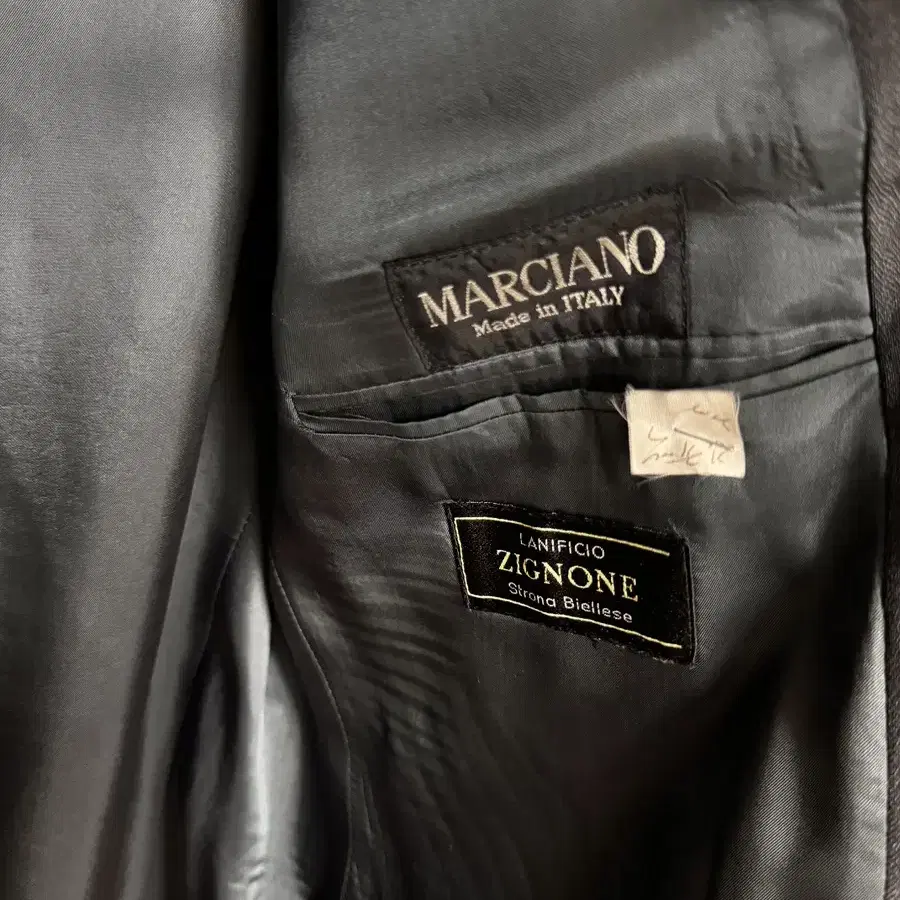 MARCIANO
Made in ITALY
LANIFICIO
ZIGNONE
Strona Biellese